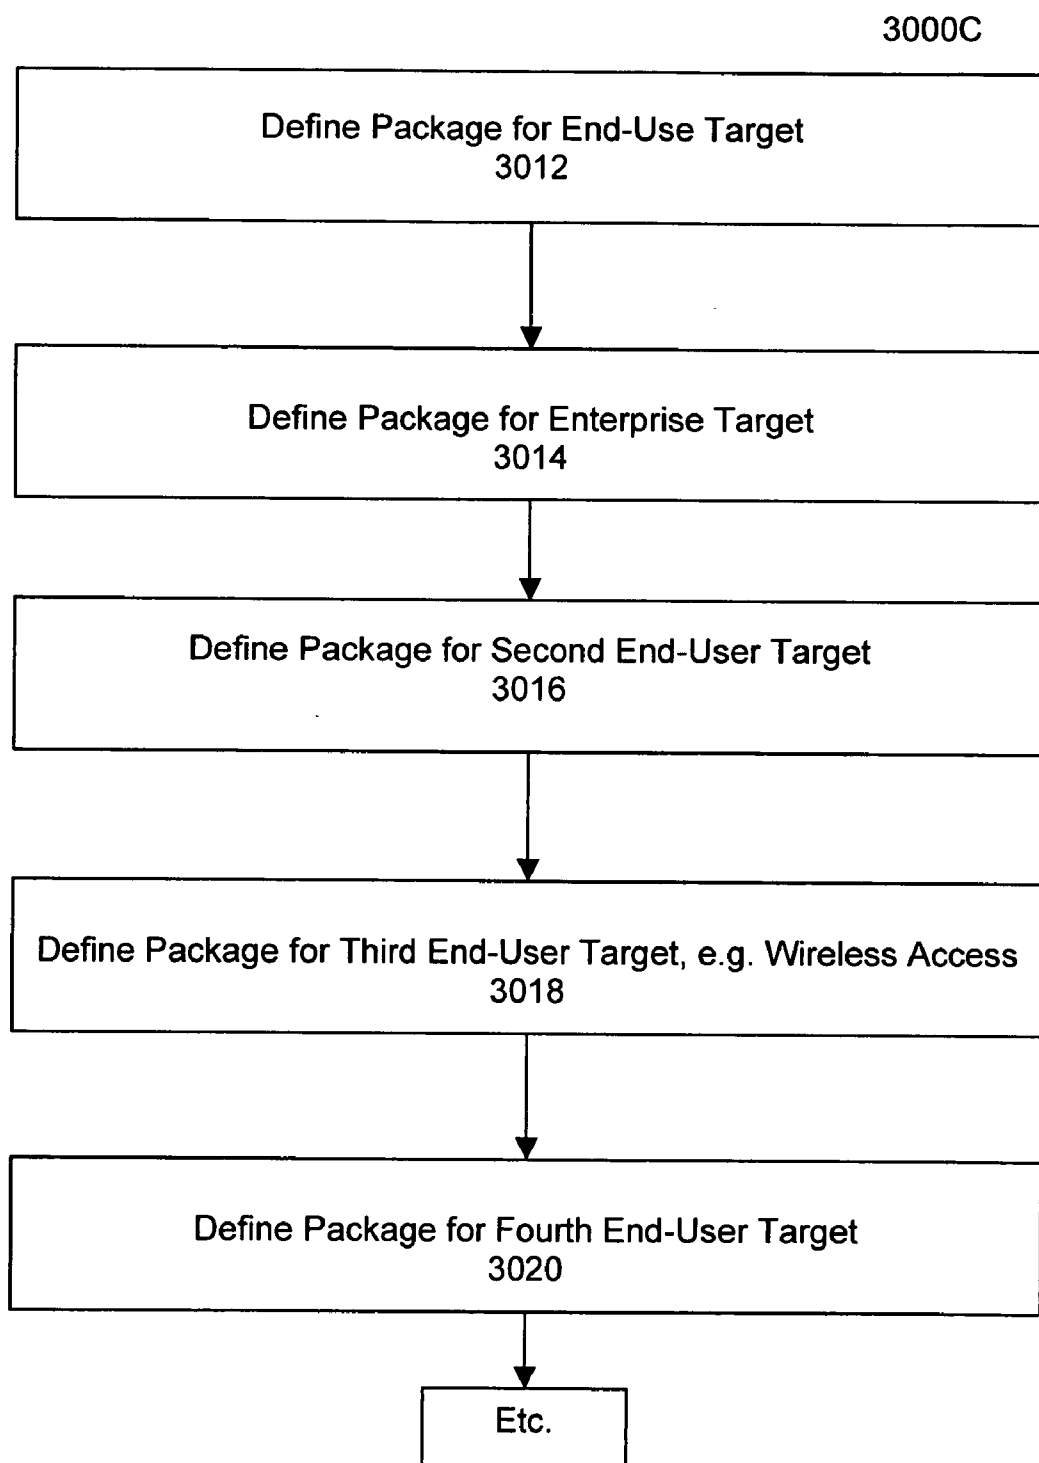 3000C
Define Package for End-Use Target
3012
Define Package for Enterprise Target
3014
Define Package for Second End-User Target
3016
Define Package for Third End-User Target, e.g. Wireless Access
3018
Define Package for Fourth End-User Target
3020
Etc.